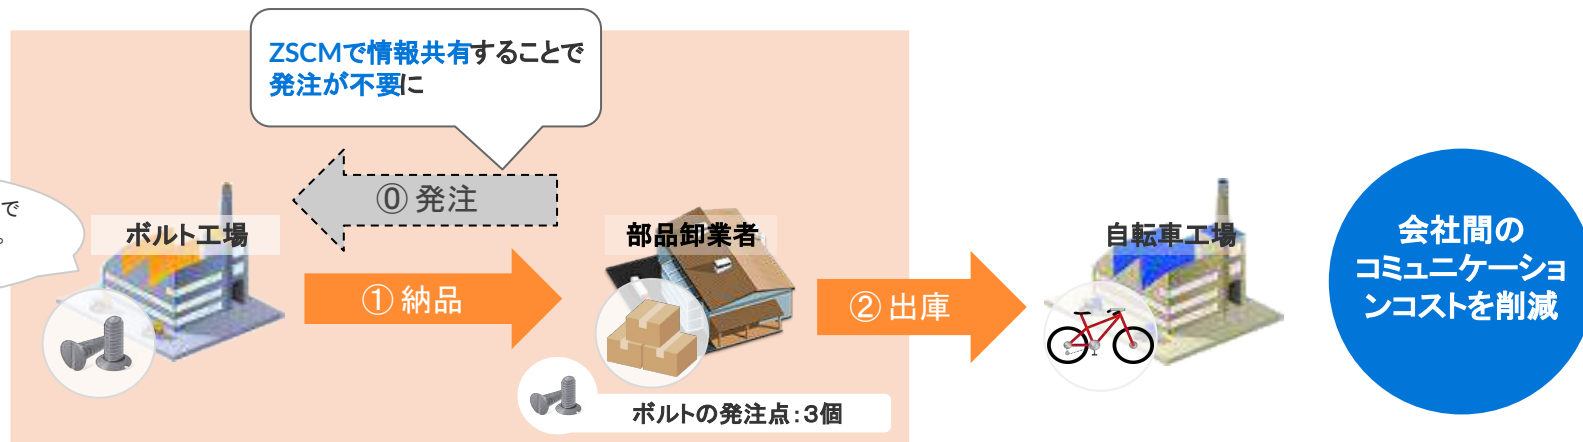 ZSCMで情報共有することで
発注が不要に
⓪ 発注
で
。
ボルト工場
部品卸業者
自転車工場
① 納品
② 出庫
ボルトの発注点：3個
会社間の
コミュニケーショ
ンコストを削減